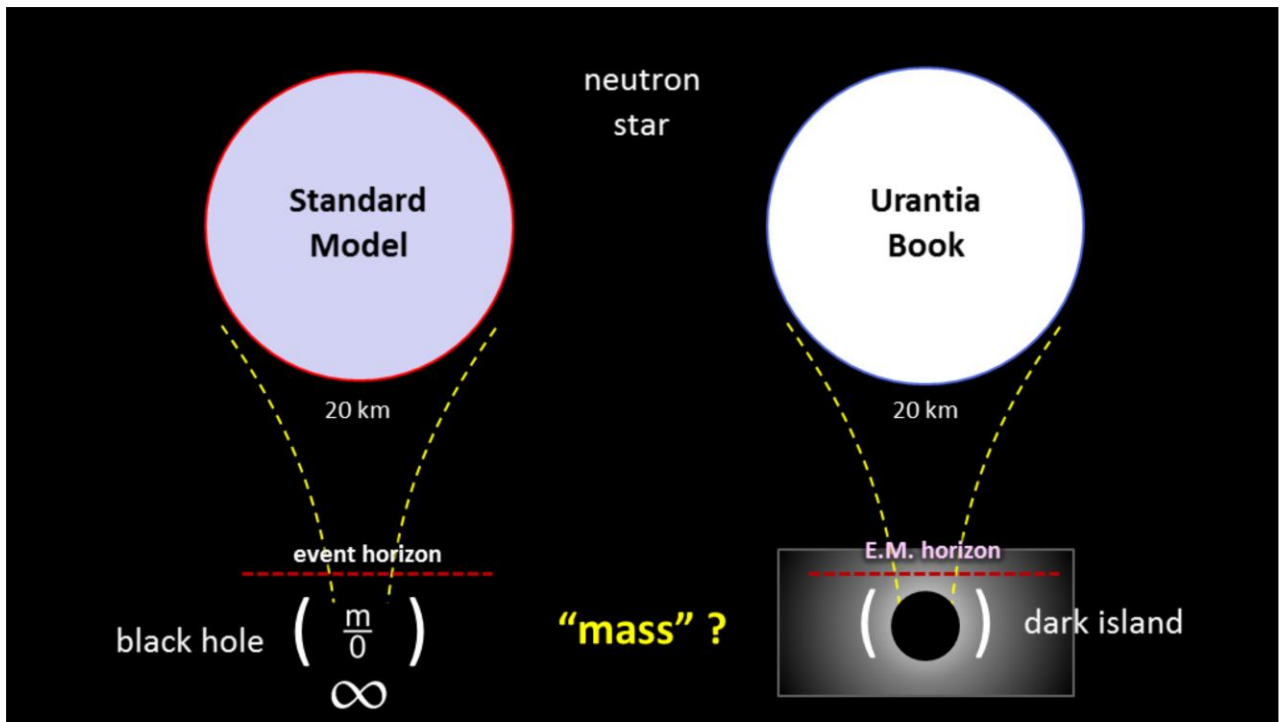 neutron
star
Standard
Model
Urantia
Book
20 km
20 km
event horizon
E.M. horizon
black hole
( m/0 )
∞
“mass” ?
( )
dark island